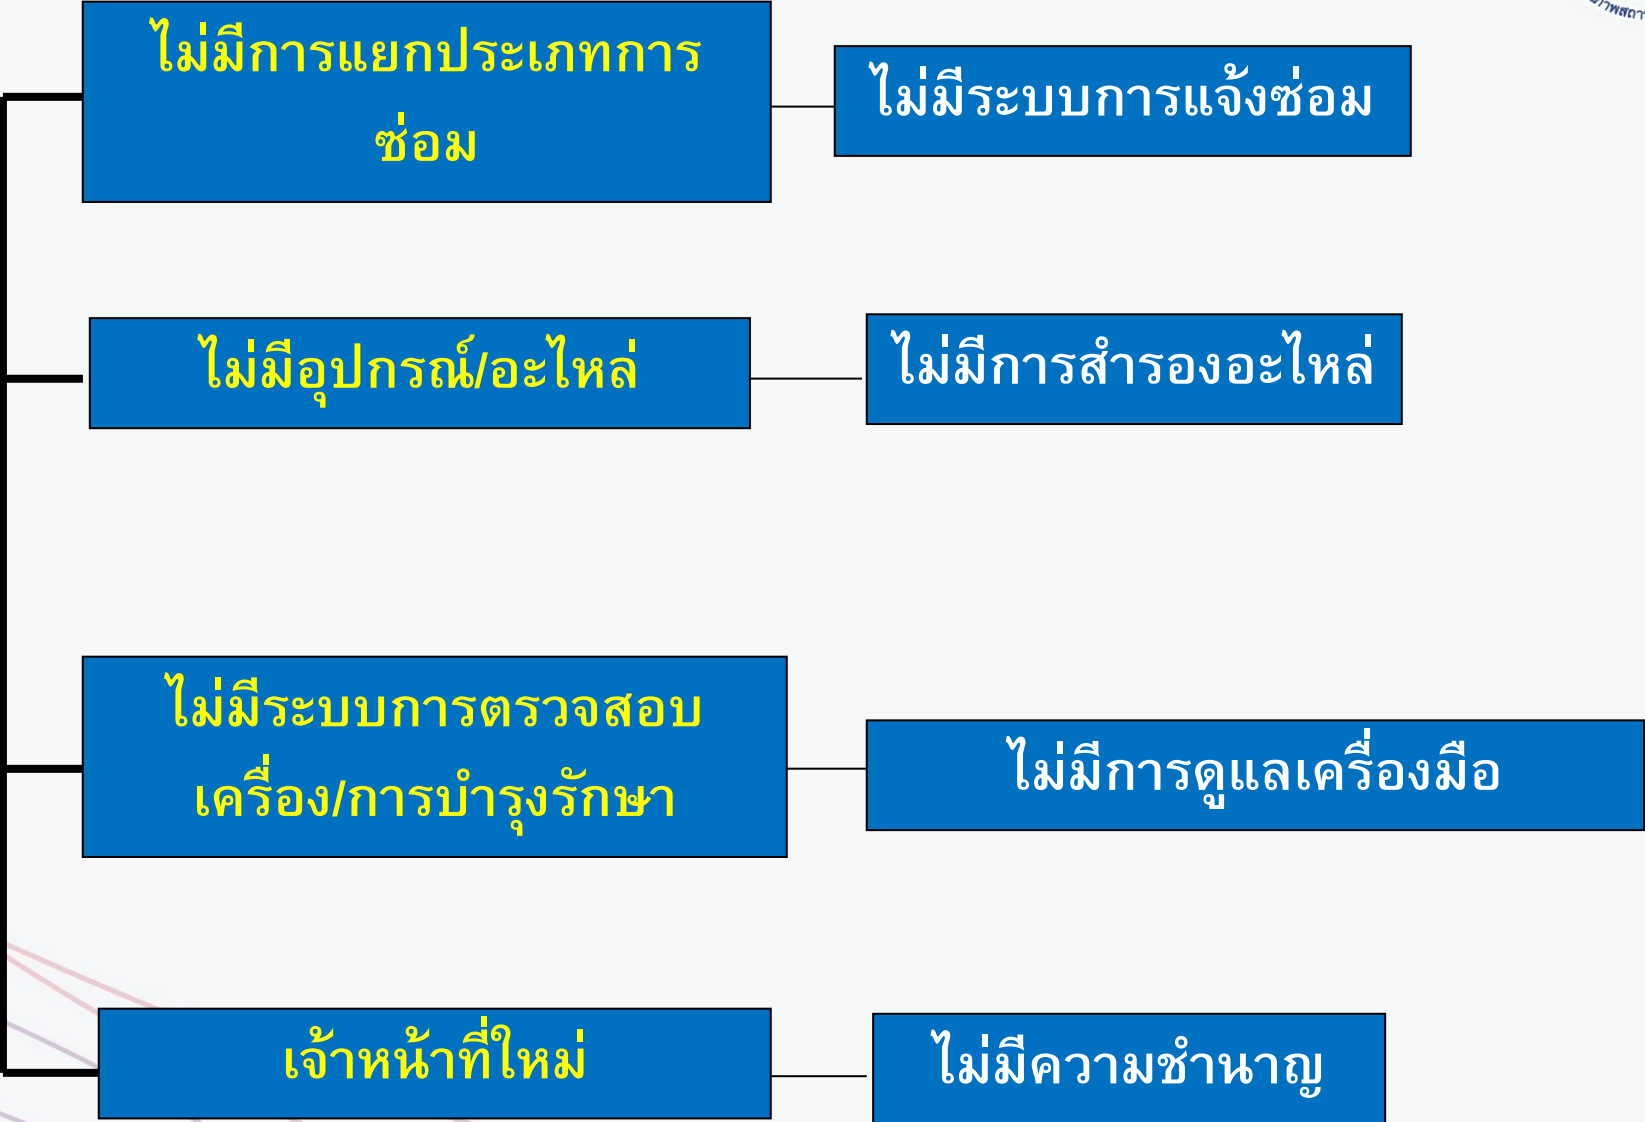 ไม่มีการแยกประเภทการ
ซ่อม
ไม่มีระบบการแจ้งซ่อม
ไม่มีอุปกรณ์/อะไหล่
ไม่มีการสำรองอะไหล่
ไม่มีระบบการตรวจสอบ
เครื่อง/การบำรุงรักษา
ไม่มีการดูแลเครื่องมือ
เจ้าหน้าที่ใหม่
ไม่มีความชำนาญ